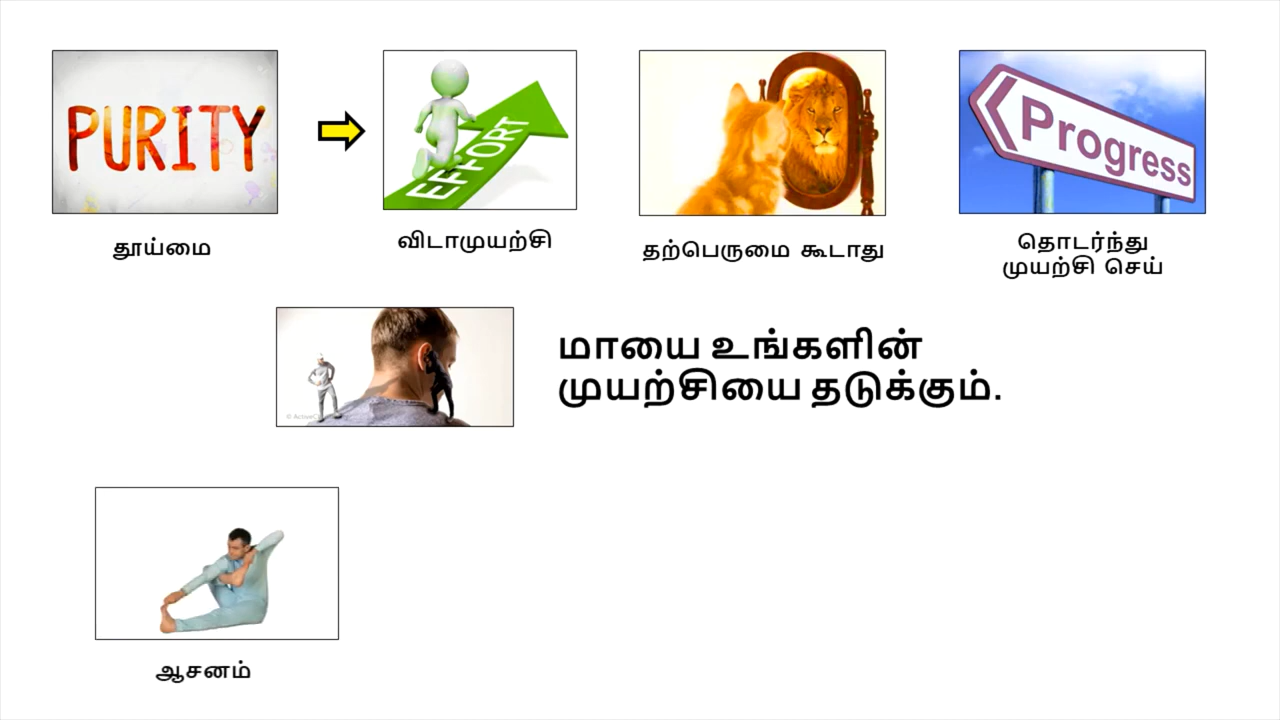 PURITY
EFFORT
Progress
தூய்மை
விடாமுயற்சி
தற்பெருமை கூடாது
தொடர்ந்து
முயற்சி செய்
மாயை உங்களின்
முயற்சியை தடுக்கும்.
ஆசனம்